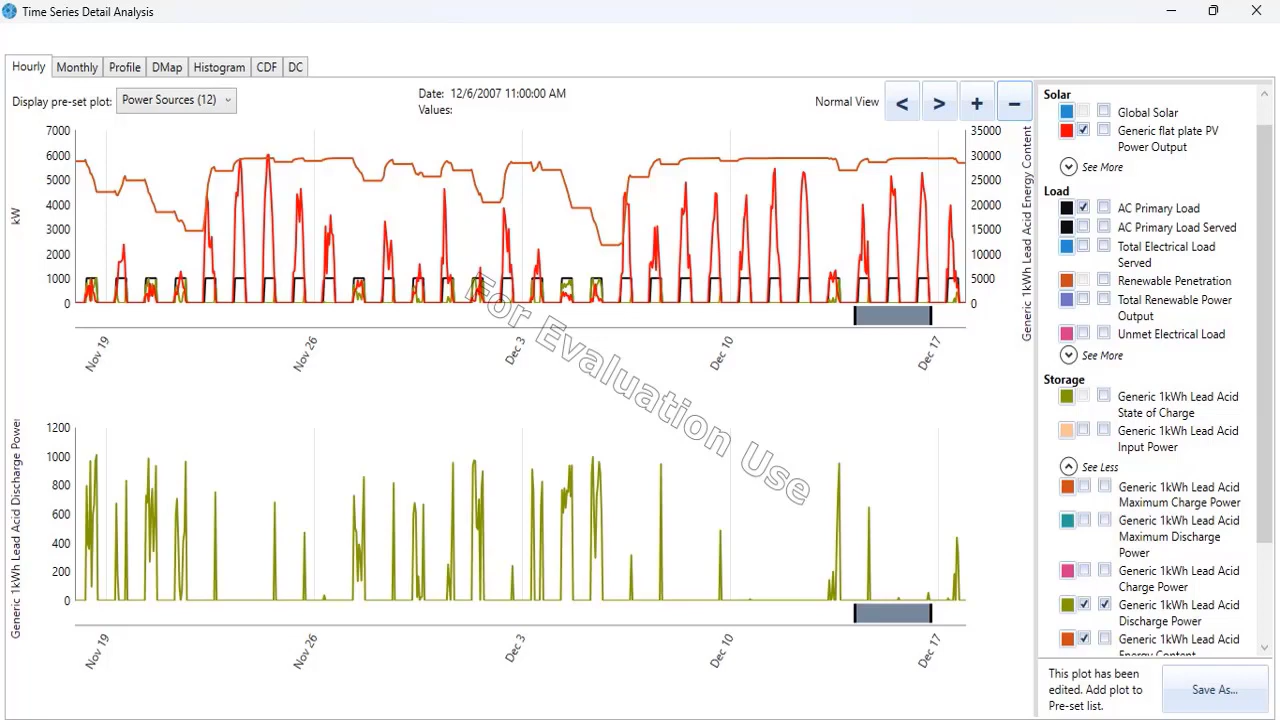 Time Series Detail Analysis
Hourly Monthly Profile DMap Histogram CDF DC
Display pre-set plot: Power Sources (12)
Date: 12/6/2007 11:00:00 AM
Values:
Normal View < > + −
7000
6000
5000
4000
3000
2000
1000
0
kW
35000
30000
25000
20000
15000
10000
5000
0
Generic 1kWh Lead Acid Energy Content
Nov 19
Nov 26
Dec 3
Dec 10
Dec 17
For Evaluation Use
1200
1000
800
600
400
200
0
Generic 1kWh Lead Acid Discharge Power
Nov 19
Nov 26
Dec 3
Dec 10
Dec 17
Solar
Global Solar
Generic flat plate PV
Power Output
See More
Load
AC Primary Load
AC Primary Load Served
Total Electrical Load
Served
Renewable Penetration
Total Renewable Power
Output
Unmet Electrical Load
See More
Storage
Generic 1kWh Lead Acid
State of Charge
Generic 1kWh Lead Acid
Input Power
See Less
Generic 1kWh Lead Acid
Maximum Charge Power
Generic 1kWh Lead Acid
Maximum Discharge
Power
Generic 1kWh Lead Acid
Charge Power
Generic 1kWh Lead Acid
Discharge Power
Generic 1kWh Lead Acid
Energy Content
This plot has been
edited. Add plot to
Pre-set list.
Save As...